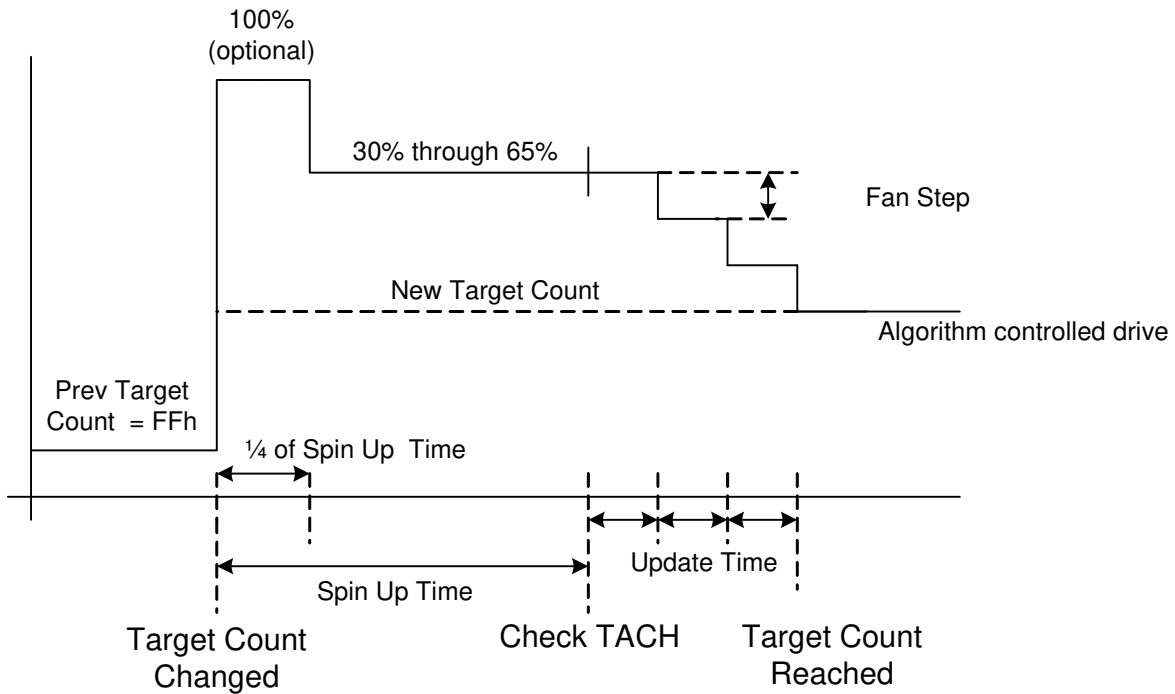 100%
(optional)
30% through 65%
Fan Step
New Target Count
Algorithm controlled drive
Prev Target
Count = FFh
¼ of Spin Up Time
Update Time
Spin Up Time
Target Count
Changed
Check TACH
Target Count
Reached